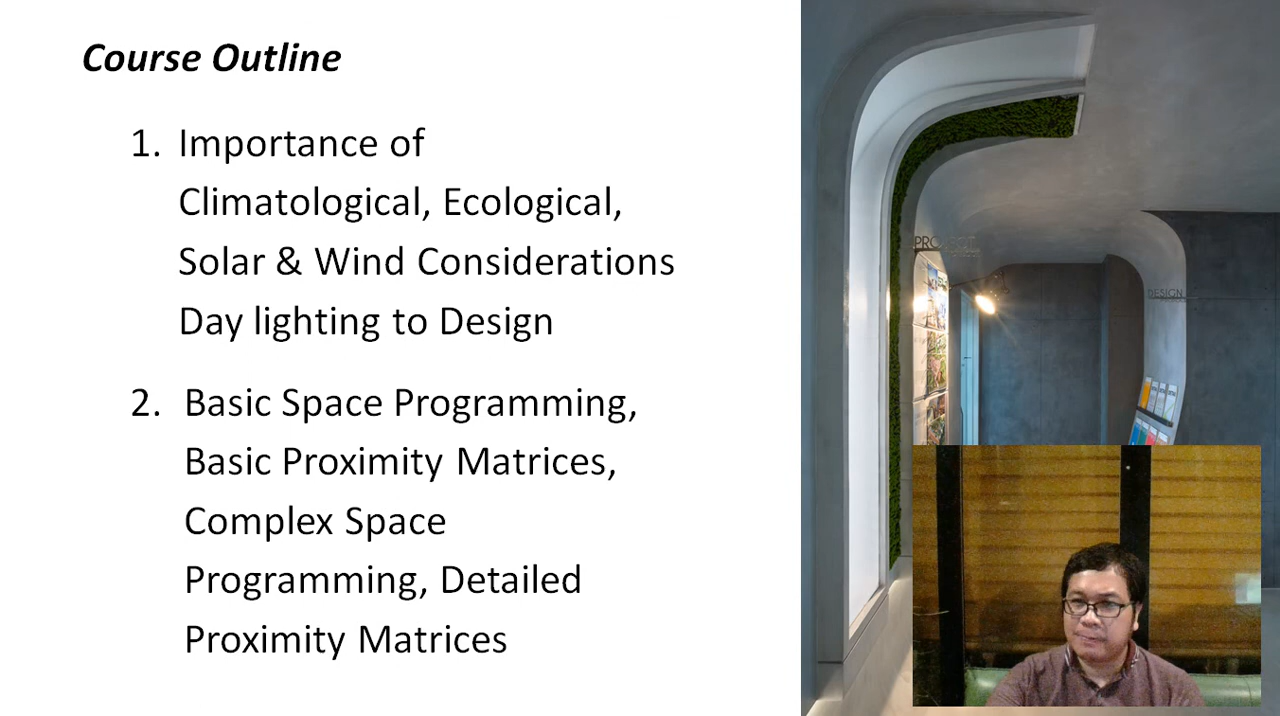 Course Outline
1. Importance of
Climatological, Ecological,
Solar & Wind Considerations
Day lighting to Design
2. Basic Space Programming,
Basic Proximity Matrices,
Complex Space
Programming, Detailed
Proximity Matrices
DESIGN